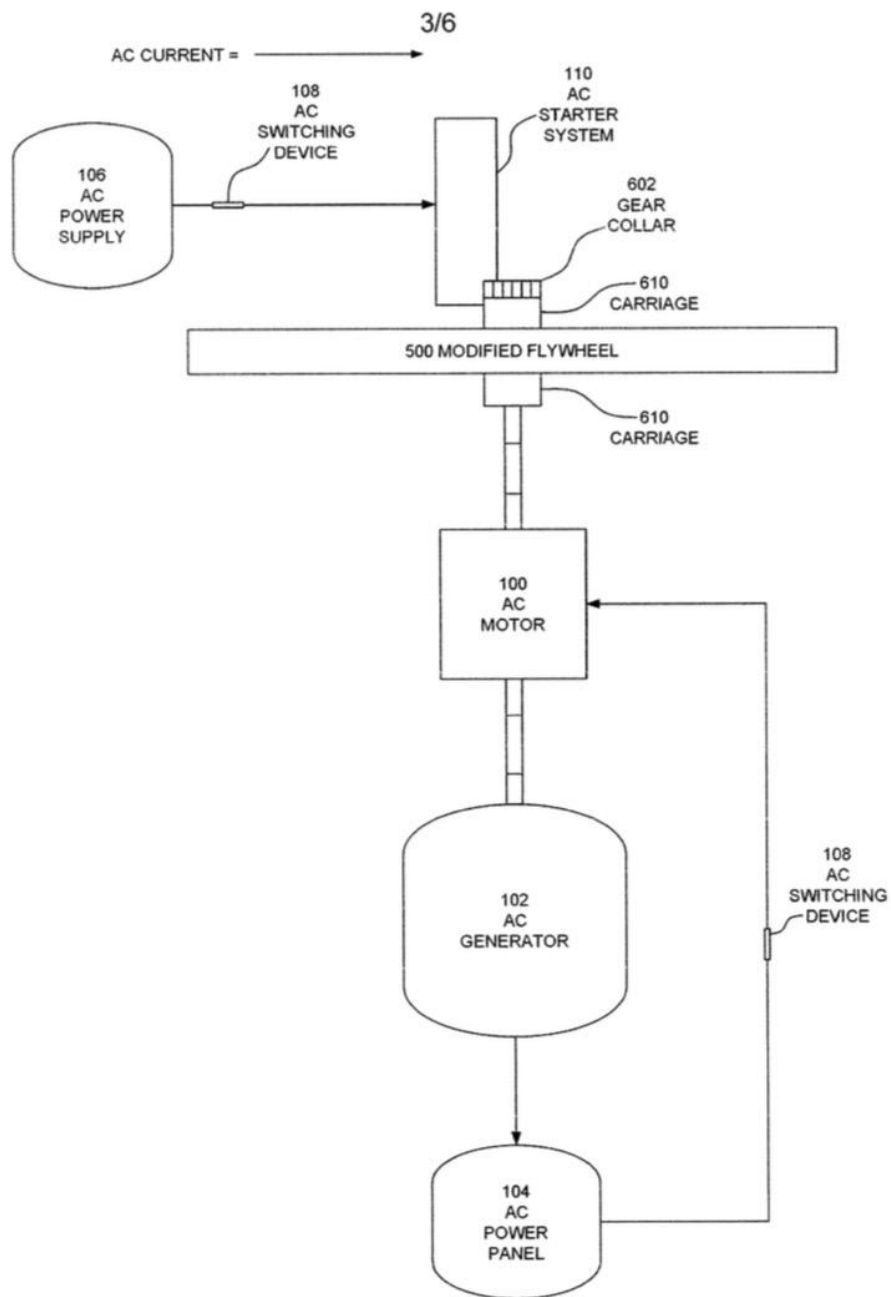 3/6
AC CURRENT =
108
AC
SWITCHING
DEVICE
110
AC
STARTER
SYSTEM
106
AC
POWER
SUPPLY
602
GEAR
COLLAR
610
CARRIAGE
500 MODIFIED FLYWHEEL
610
CARRIAGE
100
AC
MOTOR
108
AC
SWITCHING
DEVICE
102
AC
GENERATOR
104
AC
POWER
PANEL